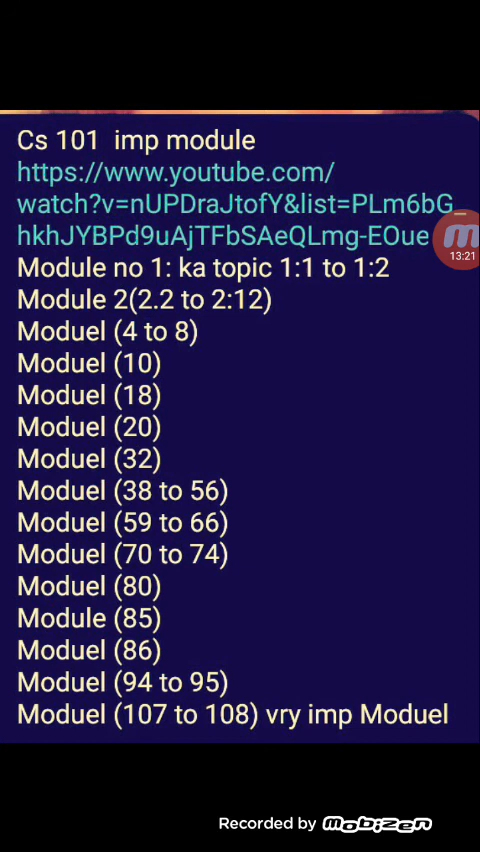 Cs 101 imp module
https://www.youtube.com/
watch?v=nUPDraJtofY&list=PLm6bG_
hkhJYBPd9uAjTFbSAeQLmg-EOue
13:21
Module no 1: ka topic 1:1 to 1:2
Module 2(2.2 to 2:12)
Moduel (4 to 8)
Moduel (10)
Moduel (18)
Moduel (20)
Moduel (32)
Moduel (38 to 56)
Moduel (59 to 66)
Moduel (70 to 74)
Moduel (80)
Module (85)
Moduel (86)
Moduel (94 to 95)
Moduel (107 to 108) vry imp Moduel
Recorded by mobizen